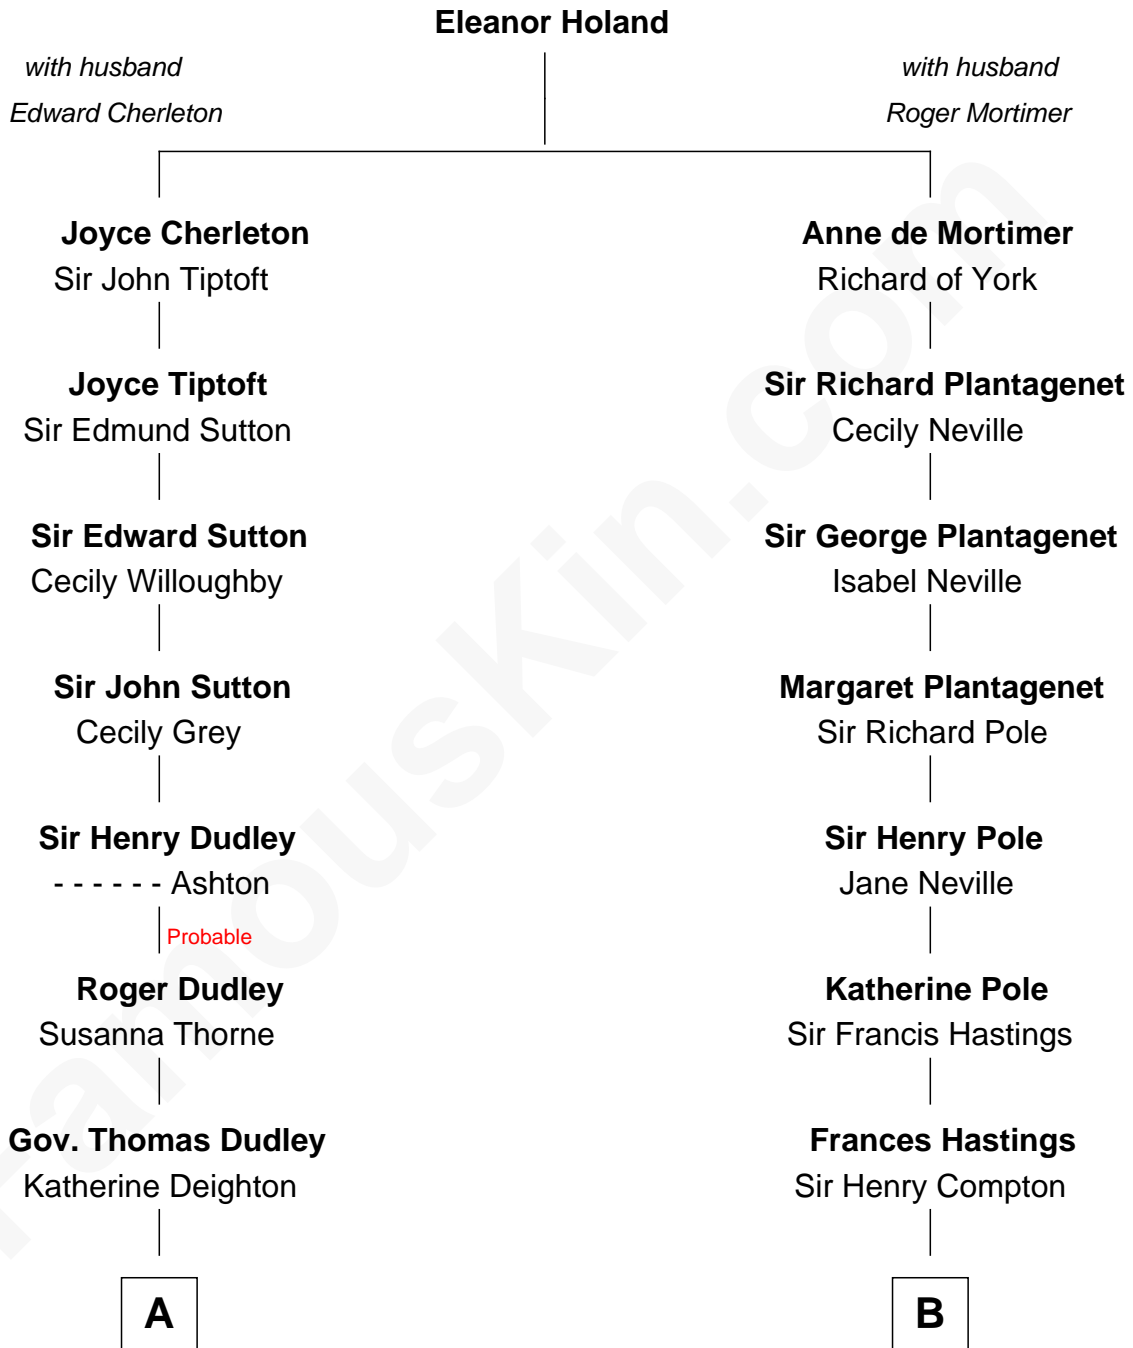 Eleanor Holand
with husband
Edward Cherleton
with husband
Roger Mortimer
Joyce Cherleton
Sir John Tiptoft
Anne de Mortimer
Richard of York
Joyce Tiptoft
Sir Edmund Sutton
Sir Richard Plantagenet
Cecily Neville
Sir Edward Sutton
Cecily Willoughby
Sir George Plantagenet
Isabel Neville
Sir John Sutton
Cecily Grey
Margaret Plantagenet
Sir Richard Pole
Sir Henry Dudley
- - - - - - Ashton
Probable
Sir Henry Pole
Jane Neville
Roger Dudley
Susanna Thorne
Katherine Pole
Sir Francis Hastings
Gov. Thomas Dudley
Katherine Deighton
Frances Hastings
Sir Henry Compton
A
B
FamousKin.com